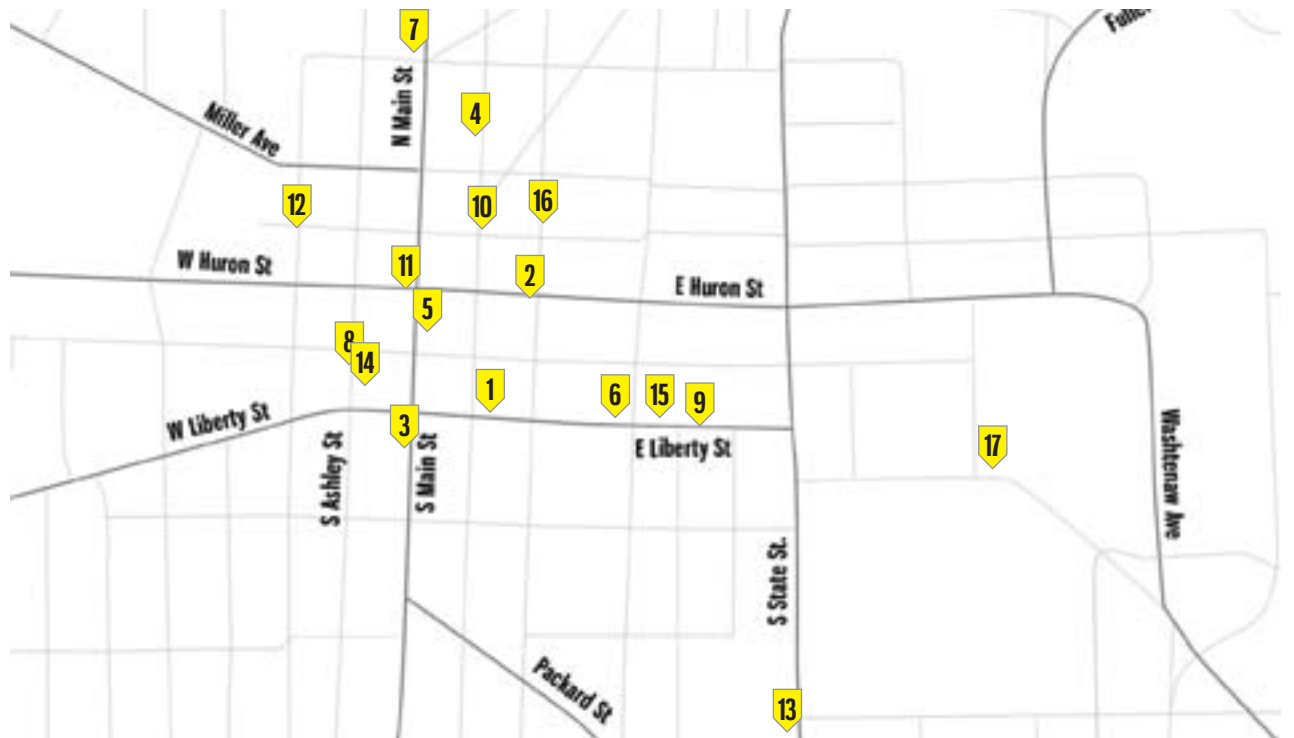 7
Fuller
N Main St
4
Miller Ave
12
10
16
W Huron St
11
2
E Huron St
5
8
14
1
6
15
9
W Liberty St
3
E Liberty St
S Ashley St
S Main St
17
Washtenaw Ave
S State St.
Packard St
13